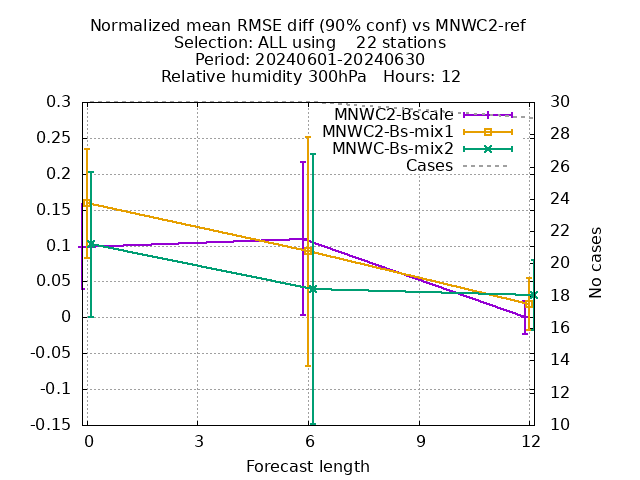 Normalized mean RMSE diff (90% conf) vs MNWC2-ref
Selection: ALL using    22 stations
Period: 20240601-20240630
Relative humidity 300hPa   Hours: 12
MNWC2-Bscale
MNWC2-Bs-mix1
MNWC-Bs-mix2
Cases
0.3
0.25
0.2
0.15
0.1
0.05
0
-0.05
-0.1
-0.15
30
28
26
24
22
20
18
16
14
12
10
No cases
0 3 6 9 12
Forecast length